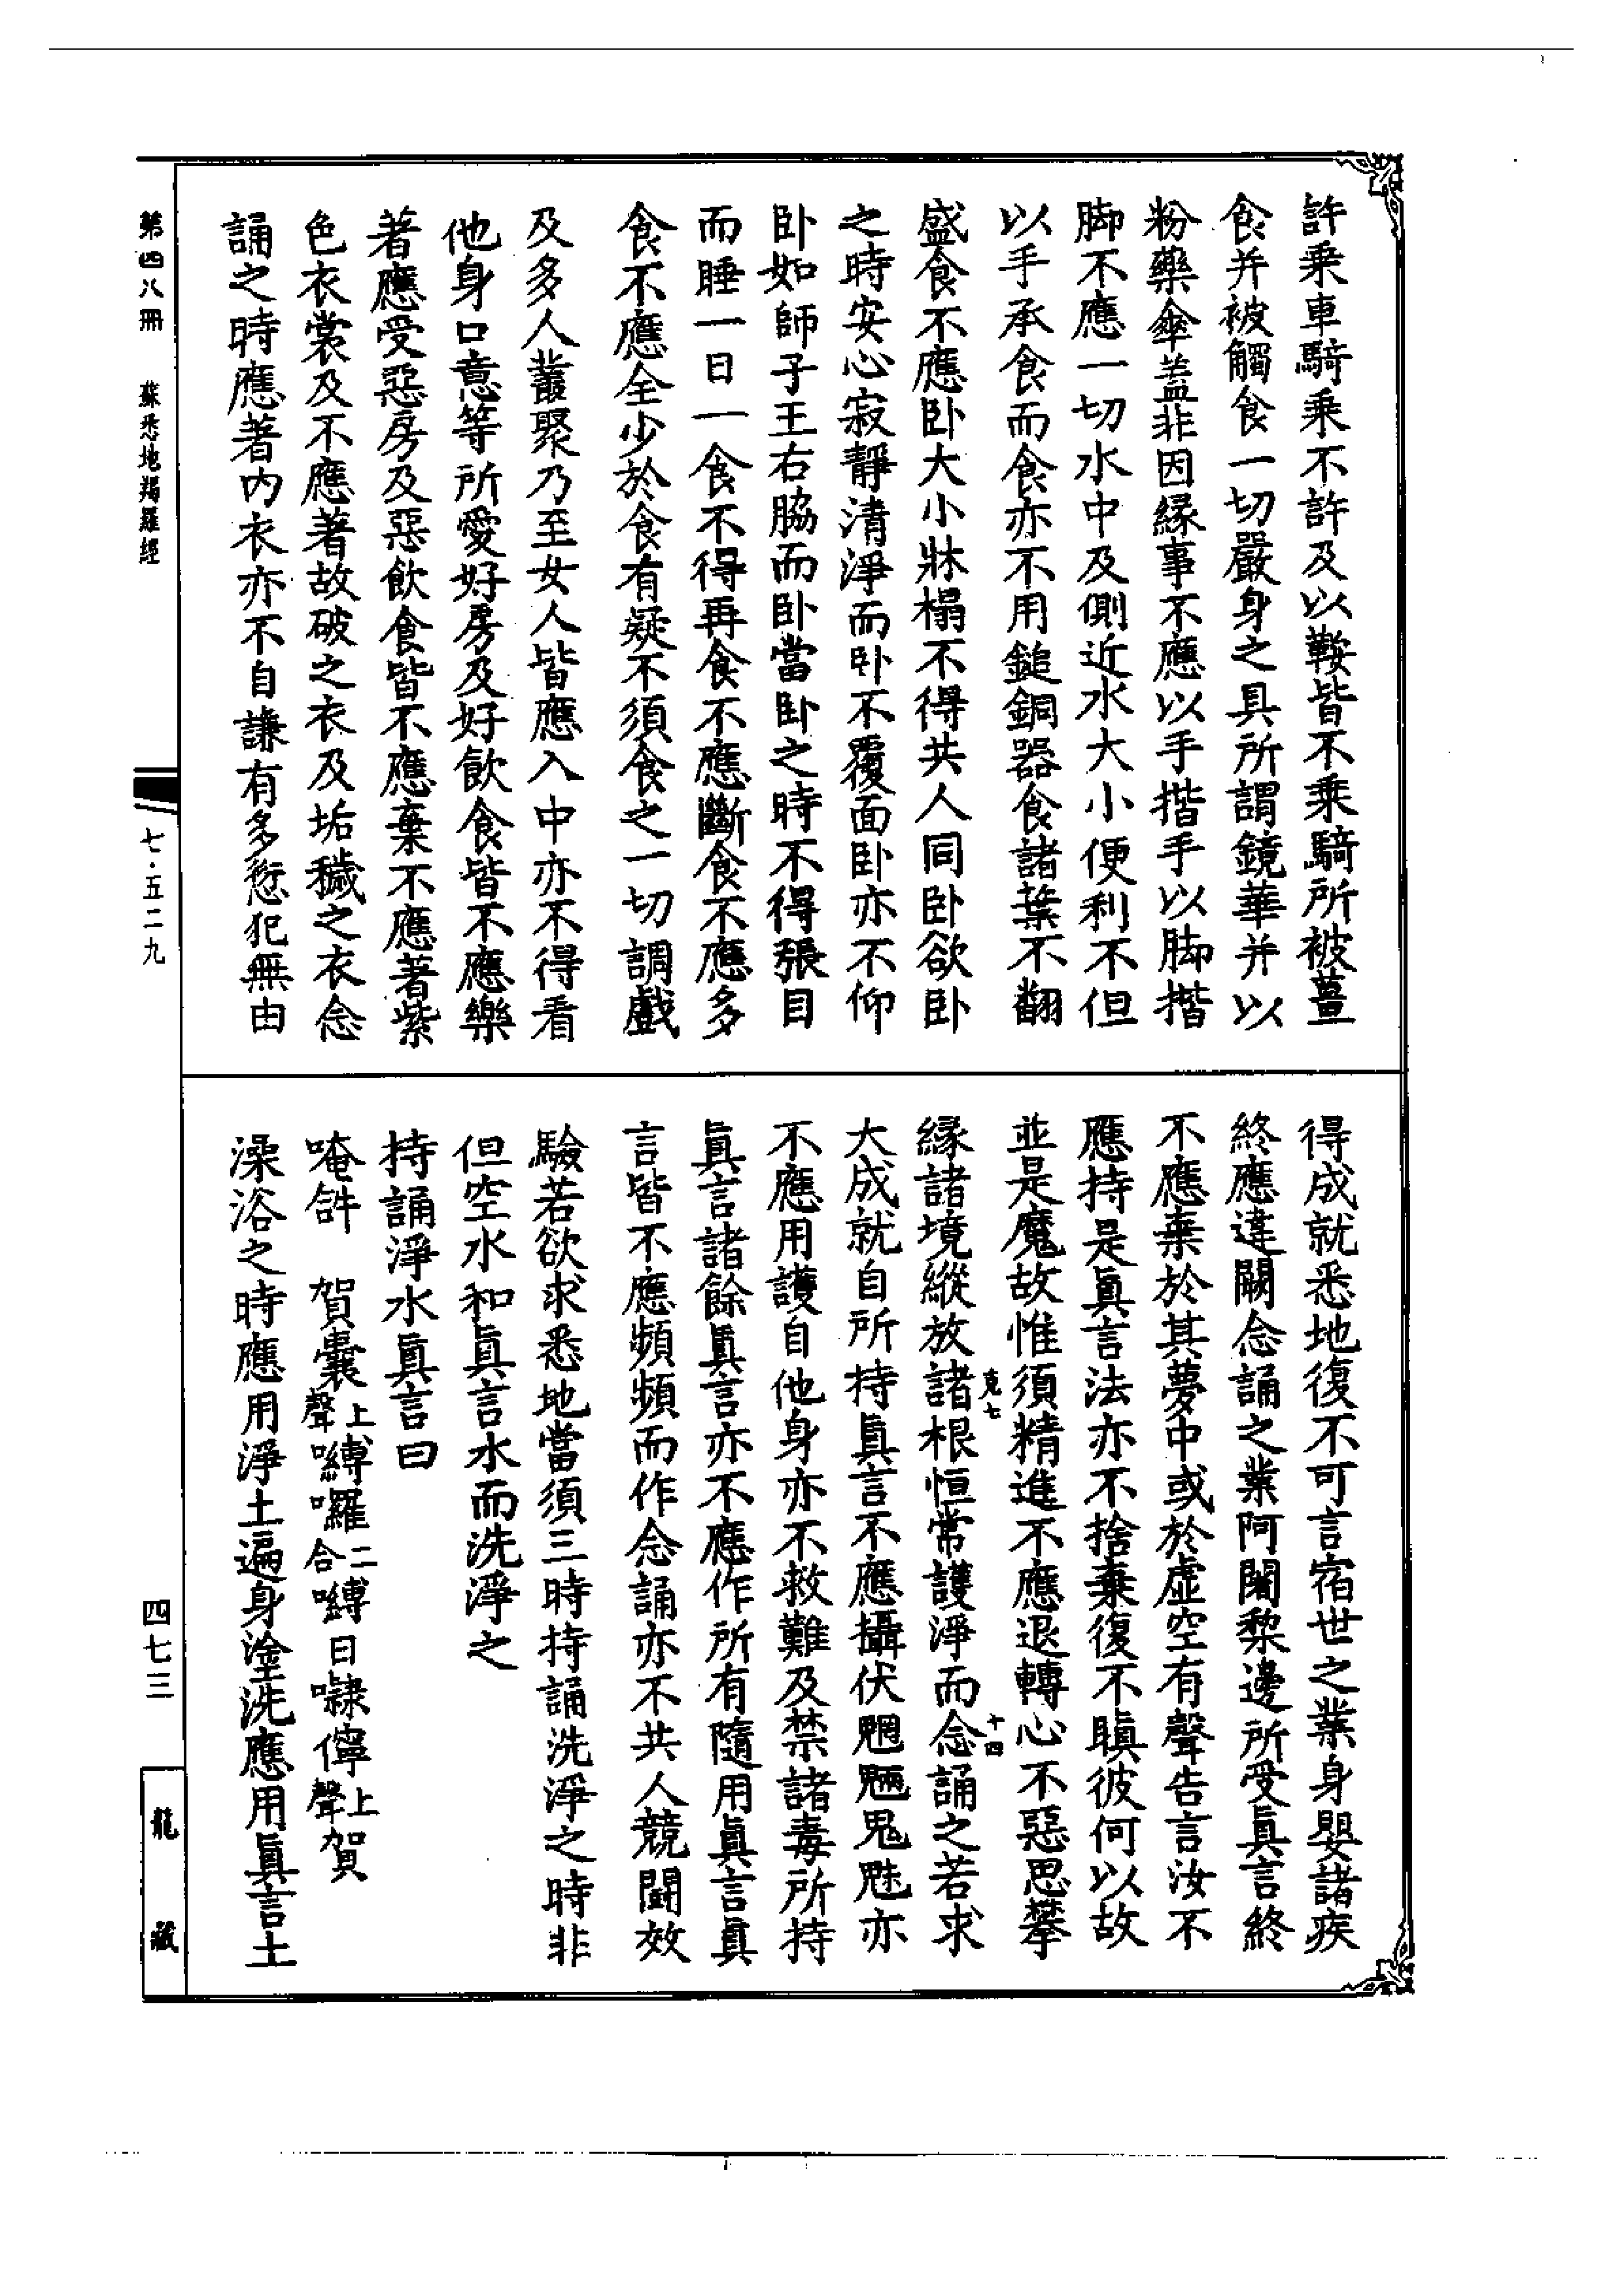 許乘車騎乘不許及以鞍皆不乘騎所被薑
食并被觸食一切嚴身之具所謂鏡華并以
粉藥傘蓋非因緣事不應以手揩手以脚揩
脚不應一切水中及側近水大小便利不但
以手承食而食亦不用鎚銅器食諸葉不翻
盛食不應卧大小牀榻不得共人同卧欲卧
之時安心寂靜清淨而卧不覆面卧亦不仰
卧如師子王右脇而卧當卧之時不得張目
而睡一日一食不得再食不應斷食不應多
食不應全少於食有疑不須食之一切調戲
及多人叢聚乃至女人皆應入中亦不得看
他身口意等所愛好房及好飲食皆不應樂
著應受惡房及惡飲食皆不應棄不應著紫
色衣裳及不應著故破之衣及垢穢之衣念
誦之時應著内衣亦不自謙有多愆犯無由
得成就悉地復不可言宿世之業身嬰諸疾
終應違闕念誦之業阿闍黎邊所受眞言終
不應棄於其夢中或於虚空有聲告言汝不
應持是眞言法亦不捨棄復不瞋彼何以故
並是魔故惟須精進不應退轉心不惡思攀
克七
十四
緣諸境縱放諸根恒常護淨而念誦之若求
大成就自所持眞言不應攝伏魍魎鬼魅亦
不應用護自他身亦不救難及禁諸毒所持
眞言諸餘眞言亦不應作所有隨用眞言眞
言皆不應頻頻而作念誦亦不共人競鬪效
驗若欲求悉地當須三時持誦洗淨之時非
但空水和眞言水而洗淨之
持誦淨水眞言曰
唵𤙖 賀囊上聲嚩囉二合嚩日㘑儜上聲賀
澡浴之時應用淨土遍身塗洗應用眞言土
第四八冊 蘇悉地羯羅經
七·五二九
四七三
龍藏